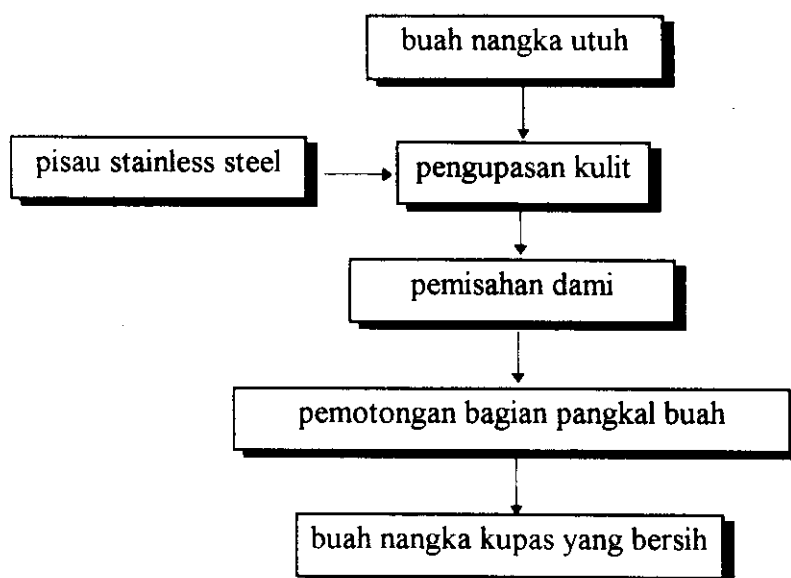 buah nangka utuh
pisau stainless steel
pengupasan kulit
pemisahan dami
pemotongan bagian pangkal buah
buah nangka kupas yang bersih